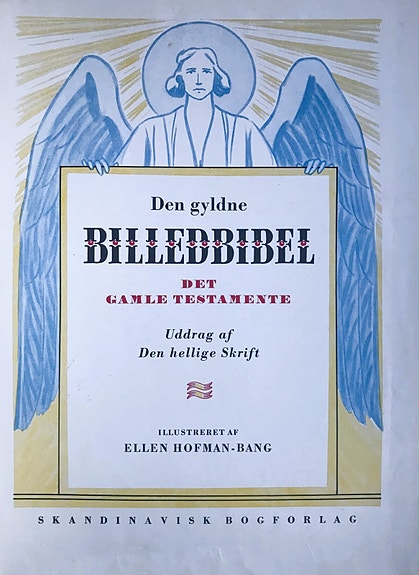 Den gyldne
BILLEDBIBEL
DET
GAMLE TESTAMENTE
Uddrag af
Den hellige Skrift
ILLUSTRERET AF
ELLEN HOFMAN-BANG
SKANDINAVISK BOGFORLAG